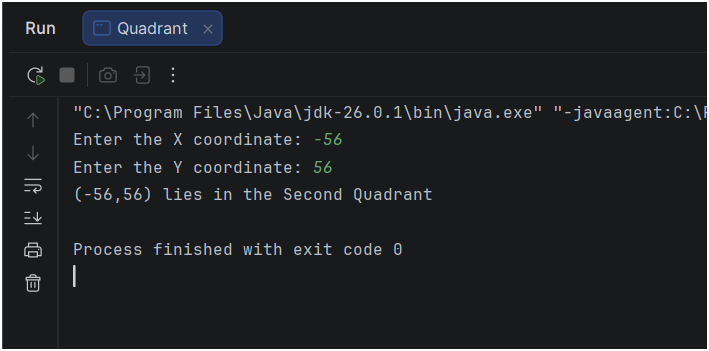 Run Quadrant
"C:\Program Files\Java\jdk-26.0.1\bin\java.exe" "-javaagent:C:\
Enter the X coordinate: -56
Enter the Y coordinate: 56
(-56,56) lies in the Second Quadrant
Process finished with exit code 0